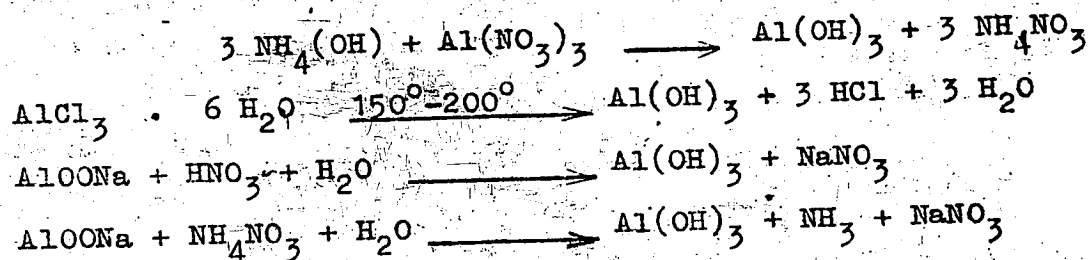 3 NH₄(OH) + Al(NO₃)₃ ⟶ Al(OH)₃ + 3 NH₄NO₃
AlCl₃ . 6 H₂O 150°-200° ⟶ Al(OH)₃ + 3 HCl + 3 H₂O
AlOONa + HNO₃ + H₂O ⟶ Al(OH)₃ + NaNO₃
AlOONa + NH₄NO₃ + H₂O ⟶ Al(OH)₃ + NH₃ + NaNO₃